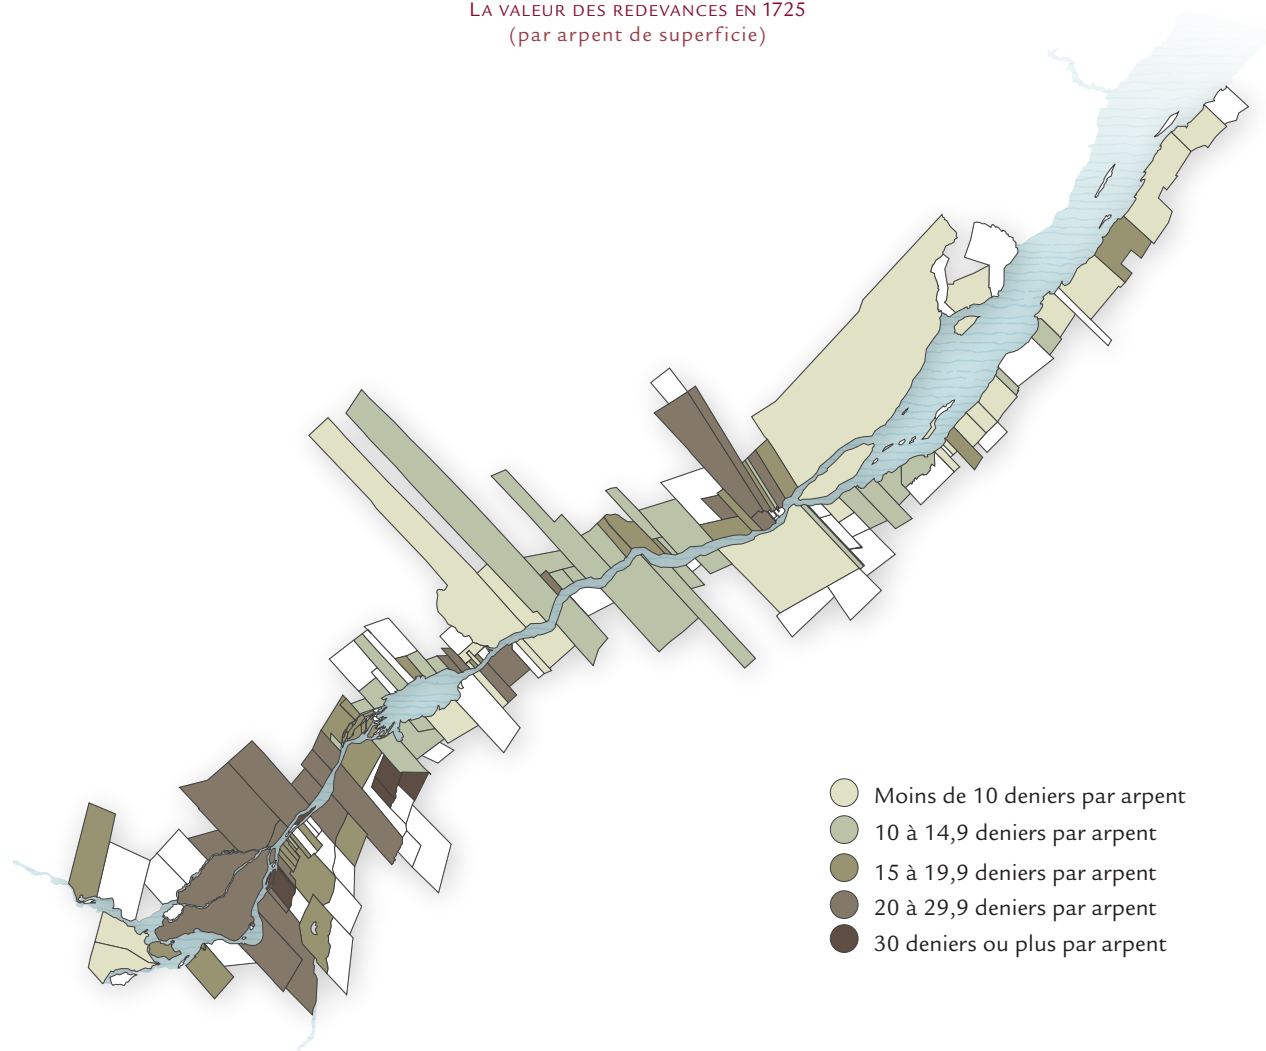 LA VALEUR DES REDEVANCES EN 1725
(par arpent de superficie)
Moins de 10 deniers par arpent
10 à 14,9 deniers par arpent
15 à 19,9 deniers par arpent
20 à 29,9 deniers par arpent
30 deniers ou plus par arpent